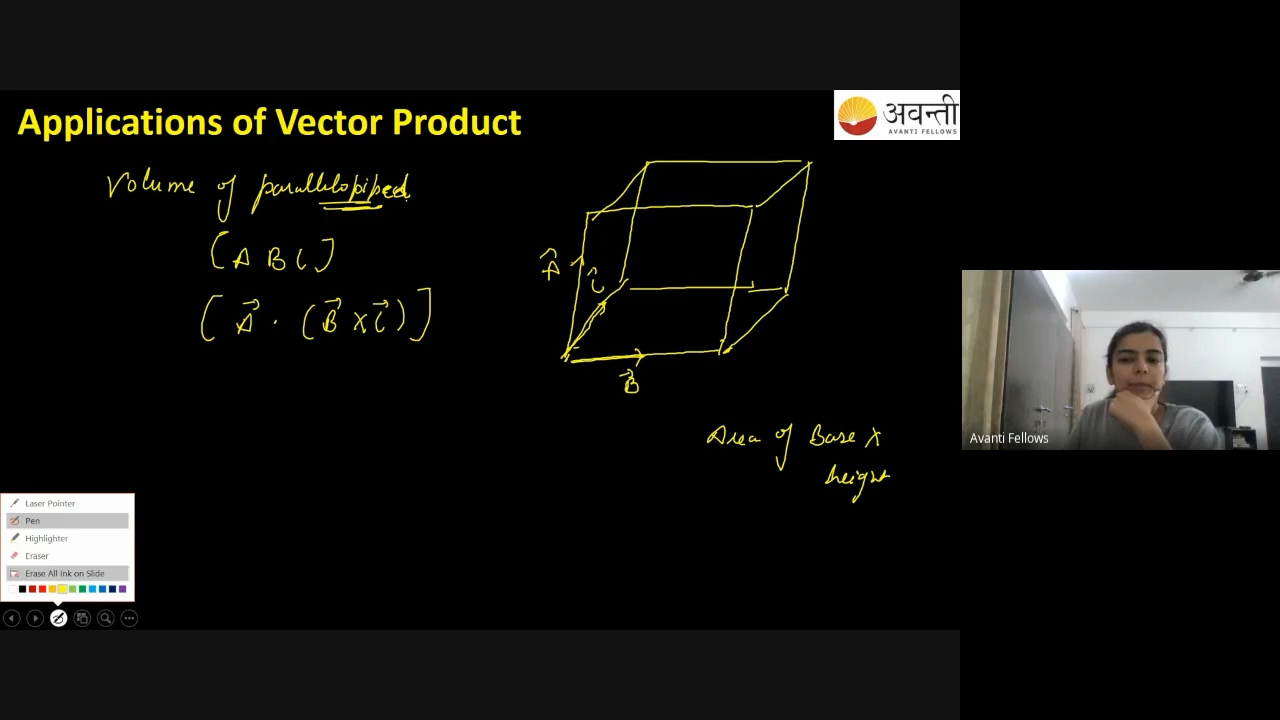 Applications of Vector Product
अवन्ती
AVANTI FELLOWS
Volume of parallelopiped.
[A B C]
[A⃗ · (B⃗ × C⃗)]
Â
Ĉ
B⃗
Area of Base ×
height
Avanti Fellows
Laser Pointer
Pen
Highlighter
Eraser
Erase All Ink on Slide